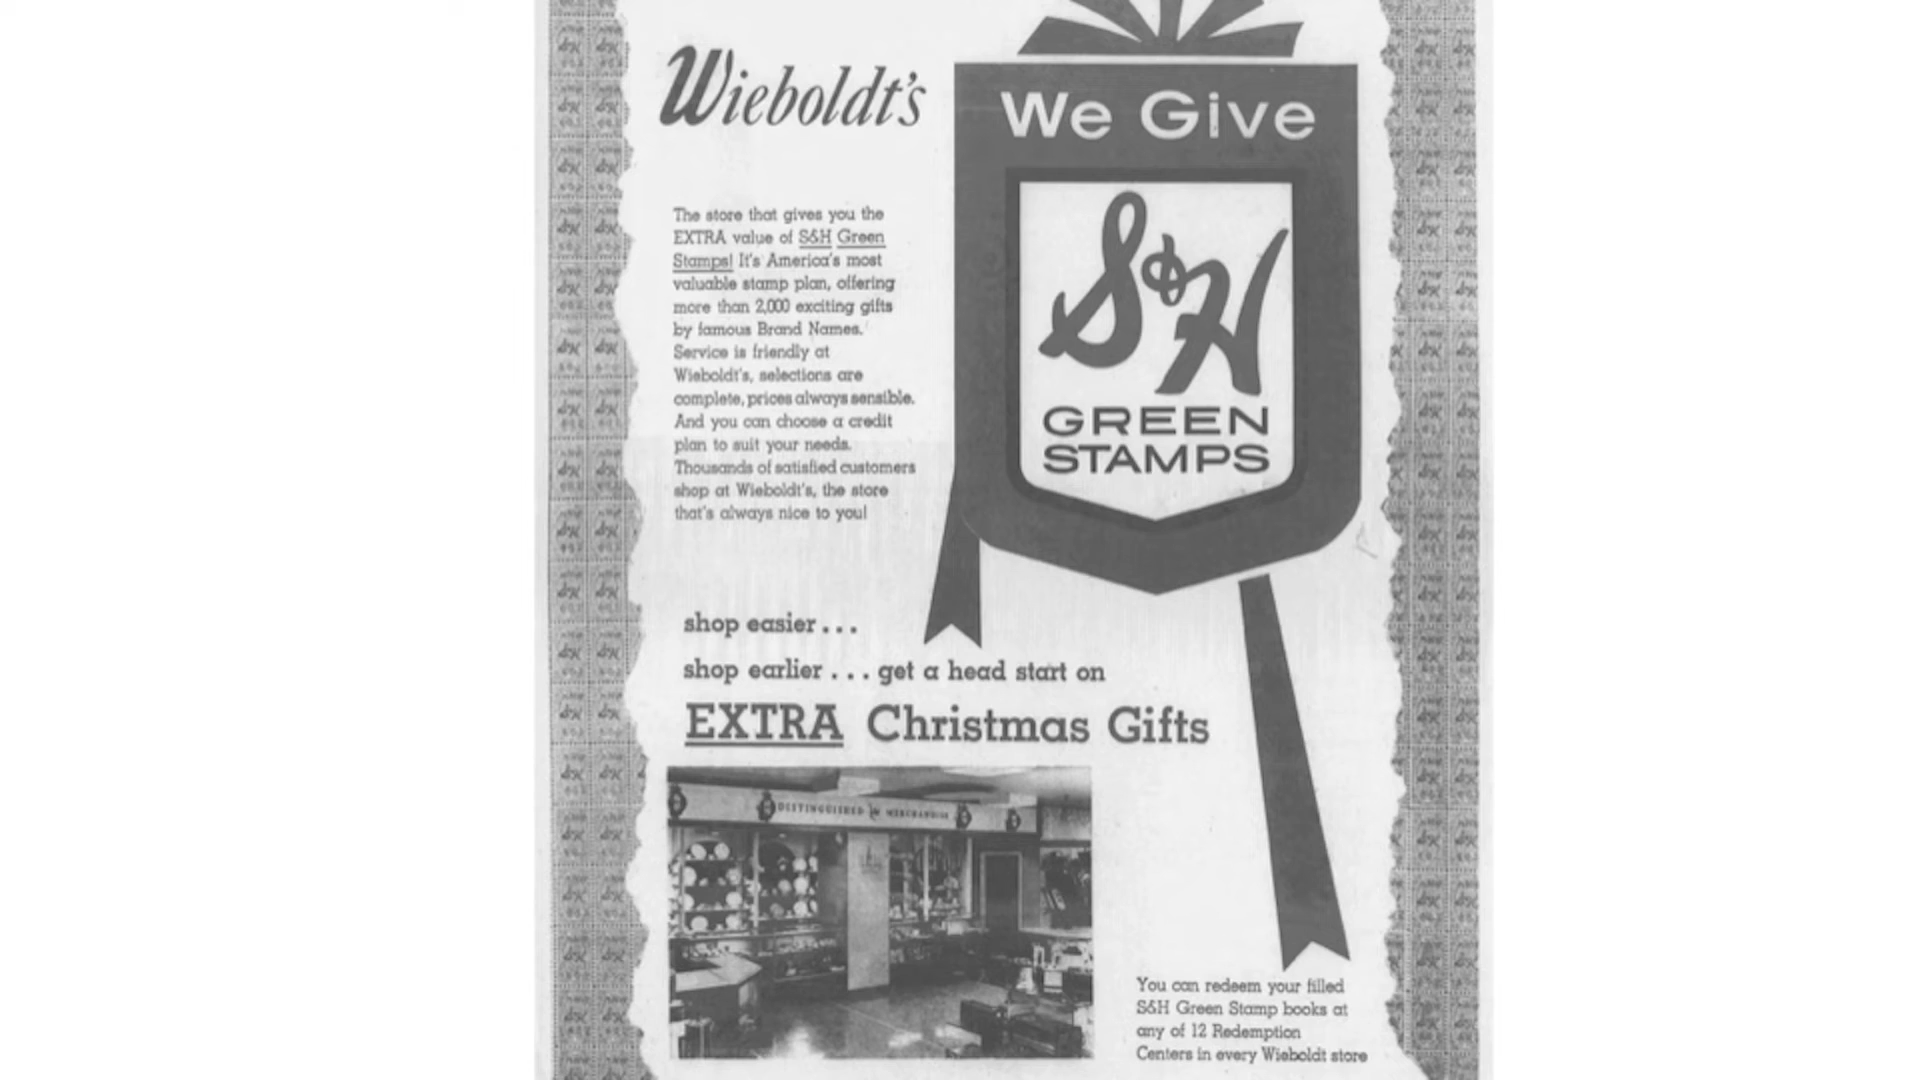 Wieboldt's
We Give
S&H
GREEN
STAMPS
The store that gives you the
EXTRA value of S&H Green
Stamps! It's America's most
valuable stamp plan, offering
more than 2,000 exciting gifts
by famous Brand Names.
Service is friendly at
Wieboldt's, selections are
complete, prices always sensible.
And you can choose a credit
plan to suit your needs.
Thousands of satisfied customers
shop at Wieboldt's, the store
that's always nice to you!
shop easier . . .
shop earlier . . . get a head start on
EXTRA Christmas Gifts
DISTINGUISHED MERCHANDISE
You can redeem your filled
S&H Green Stamp books at
any of 12 Redemption
Centers in every Wieboldt store